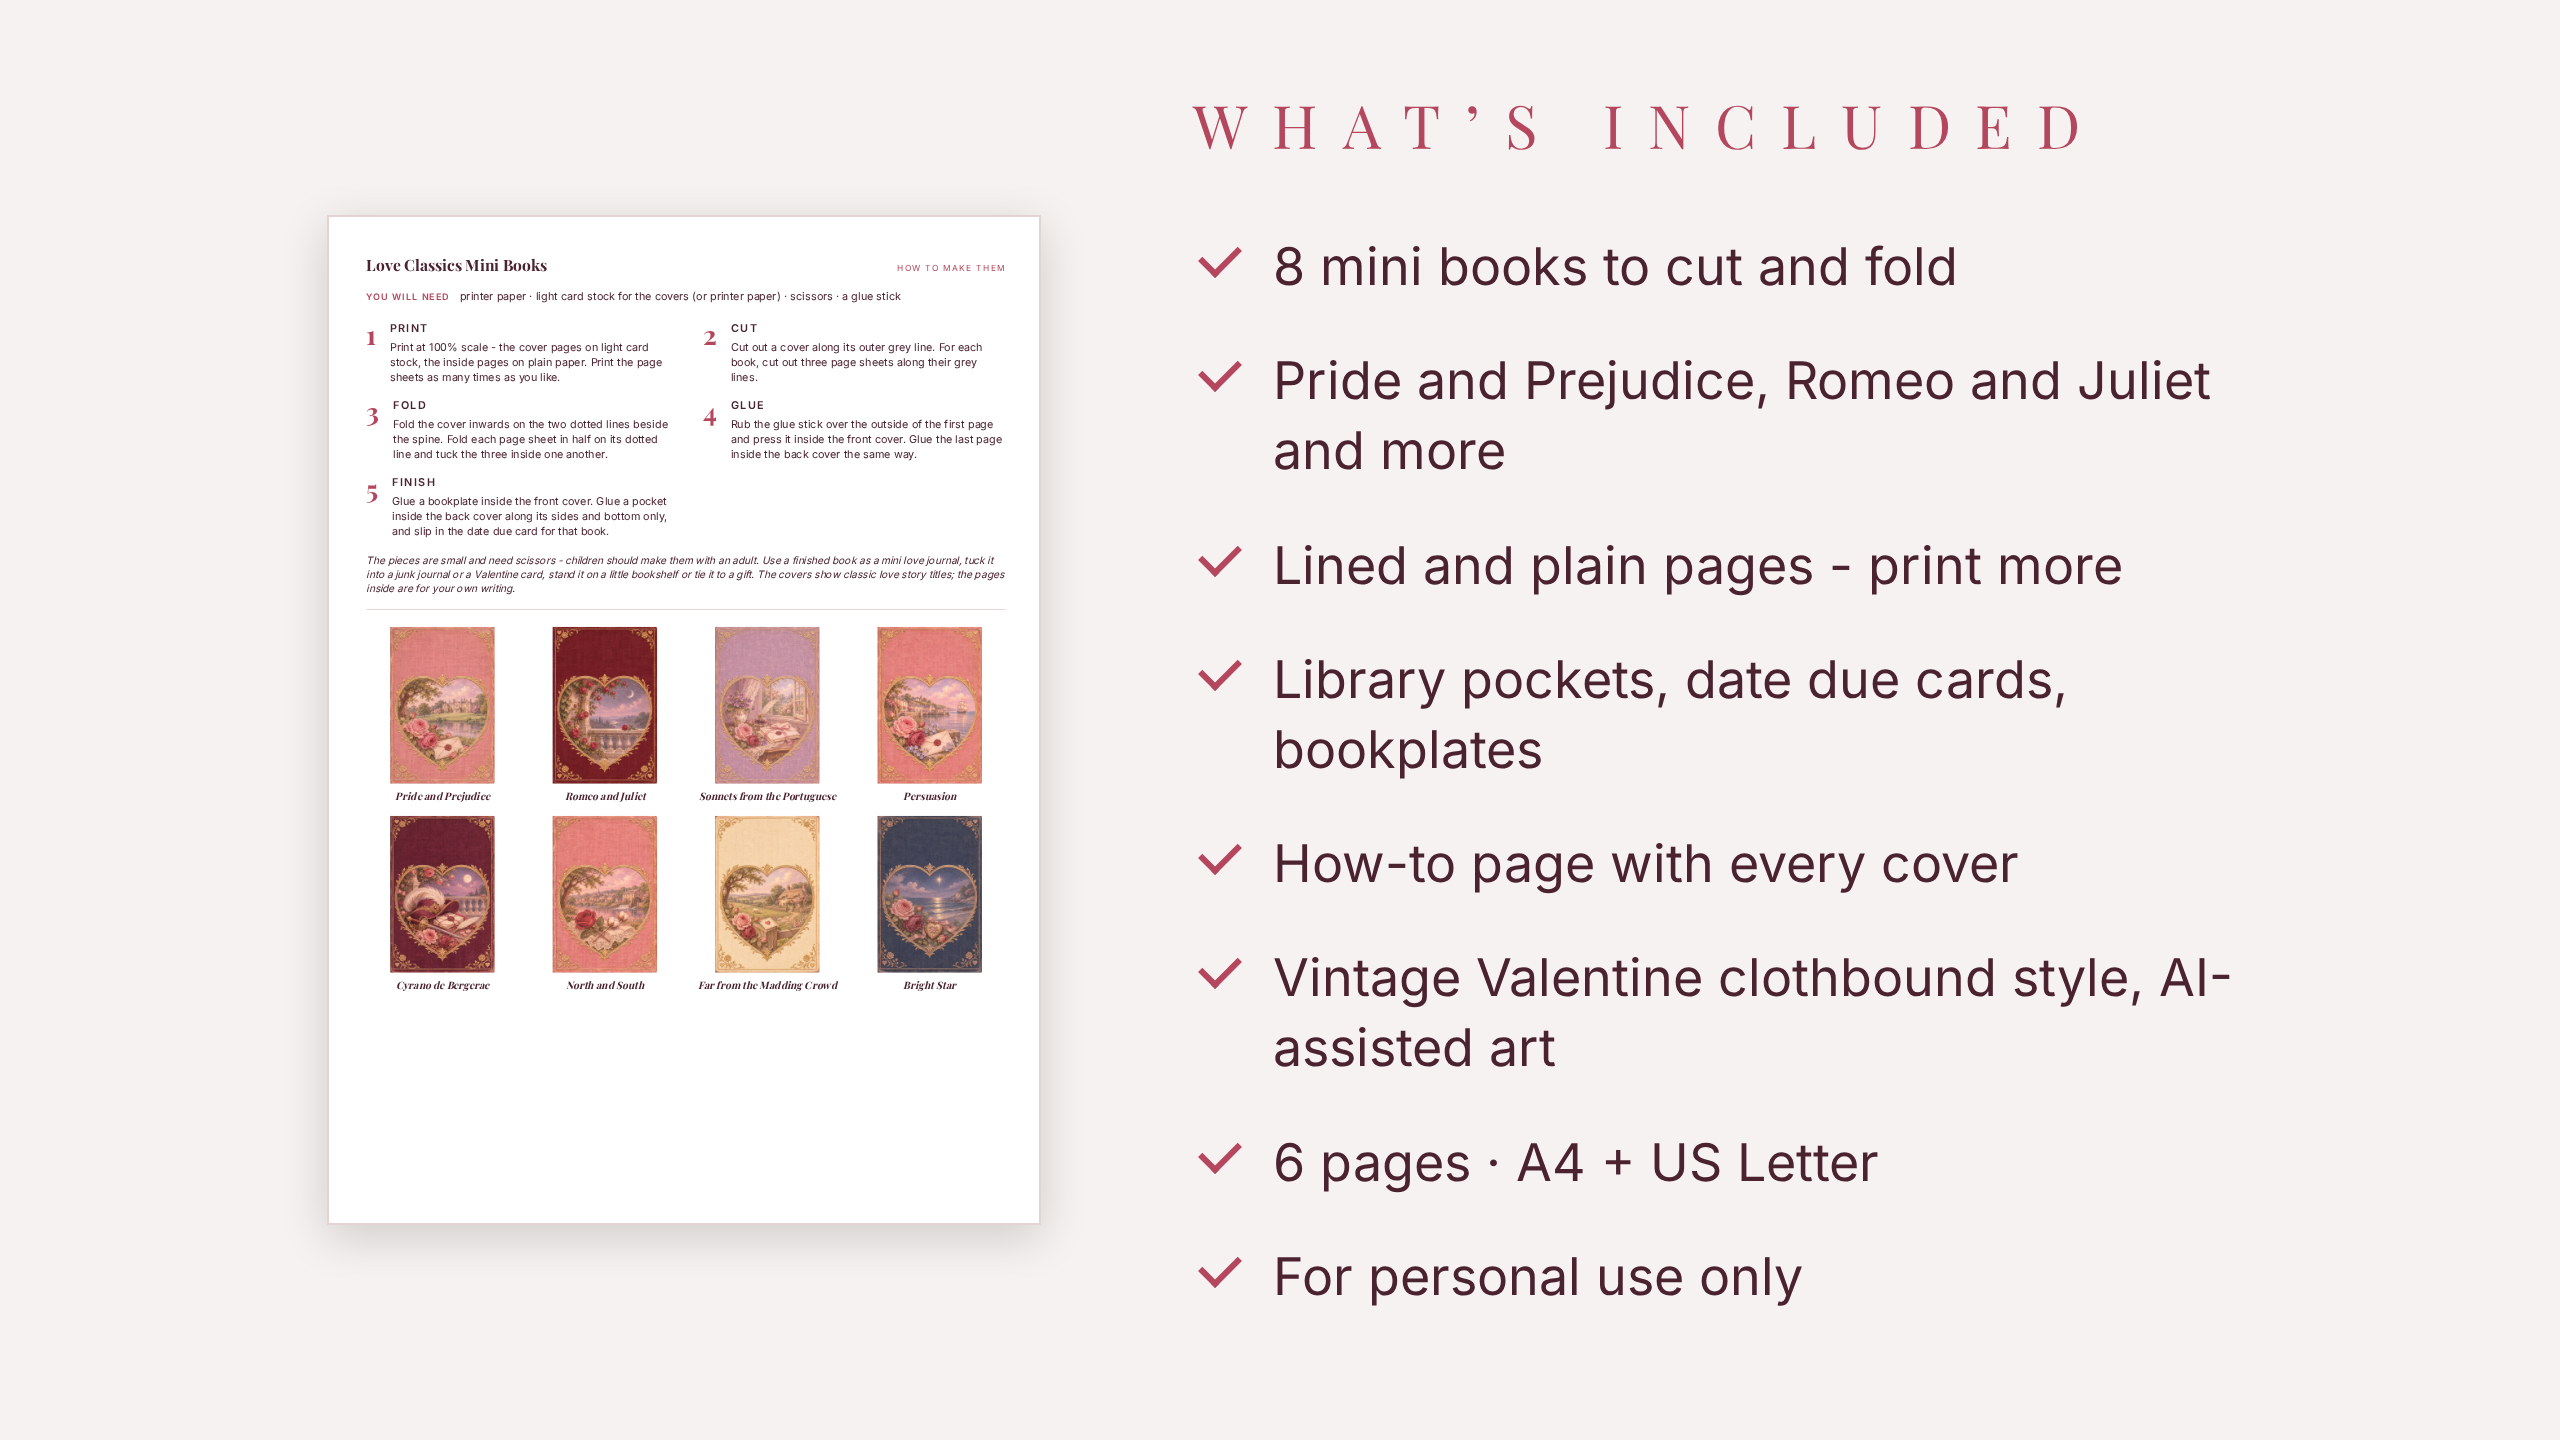 WHAT’S INCLUDED
8 mini books to cut and fold
Pride and Prejudice, Romeo and Juliet
and more
Lined and plain pages - print more
Library pockets, date due cards,
bookplates
How-to page with every cover
Vintage Valentine clothbound style, AI-
assisted art
6 pages · A4 + US Letter
For personal use only
Love Classics Mini Books
HOW TO MAKE THEM
YOU WILL NEED printer paper · light card stock for the covers (or printer paper) · scissors · a glue stick
1 PRINT
Print at 100% scale - the cover pages on light card
stock, the inside pages on plain paper. Print the page
sheets as many times as you like.
2 CUT
Cut out a cover along its outer grey line. For each
book, cut out three page sheets along their grey
lines.
3 FOLD
Fold the cover inwards on the two dotted lines beside
the spine. Fold each page sheet in half on its dotted
line and tuck the three inside one another.
4 GLUE
Rub the glue stick over the outside of the first page
and press it inside the front cover. Glue the last page
inside the back cover the same way.
5 FINISH
Glue a bookplate inside the front cover. Glue a pocket
inside the back cover along its sides and bottom only,
and slip in the date due card for that book.
The pieces are small and need scissors - children should make them with an adult. Use a finished book as a mini love journal, tuck it
into a junk journal or a Valentine card, stand it on a little bookshelf or tie it to a gift. The covers show classic love story titles; the pages
inside are for your own writing.
Pride and Prejudice
Romeo and Juliet
Sonnets from the Portuguese
Persuasion
Cyrano de Bergerac
North and South
Far from the Madding Crowd
Bright Star